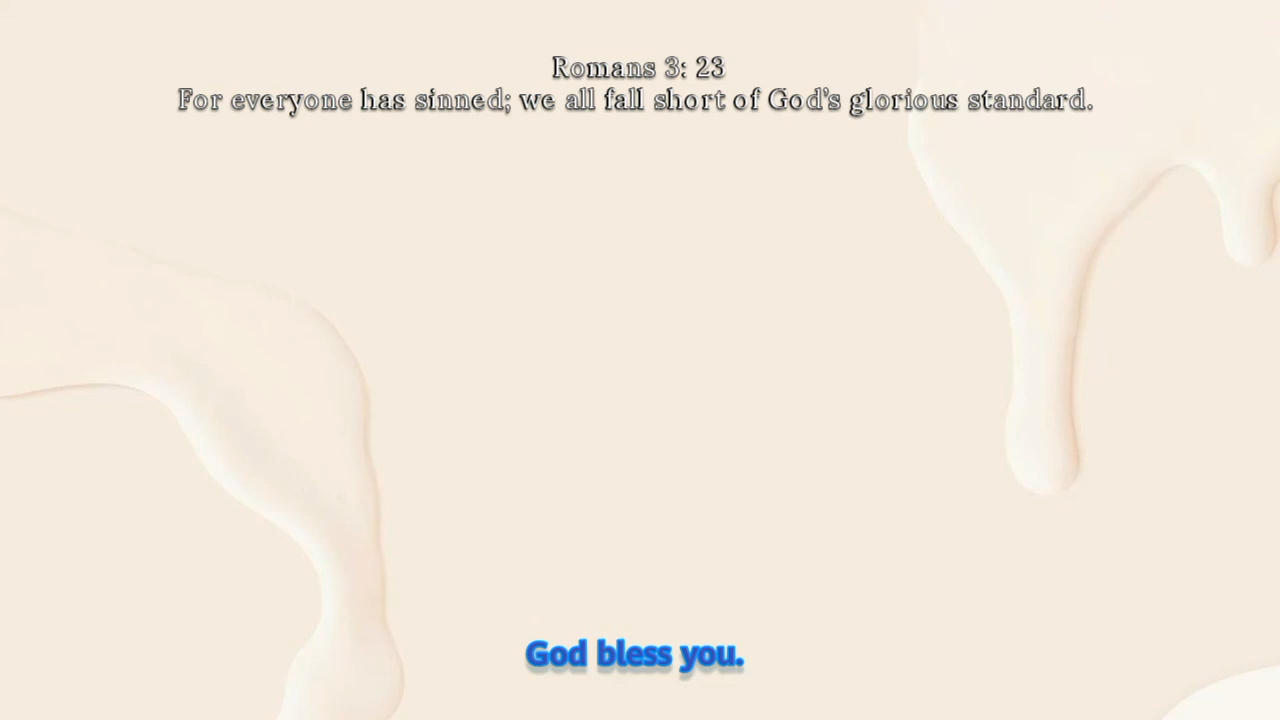 Romans 3: 23
For everyone has sinned; we all fall short of God's glorious standard.
God bless you.